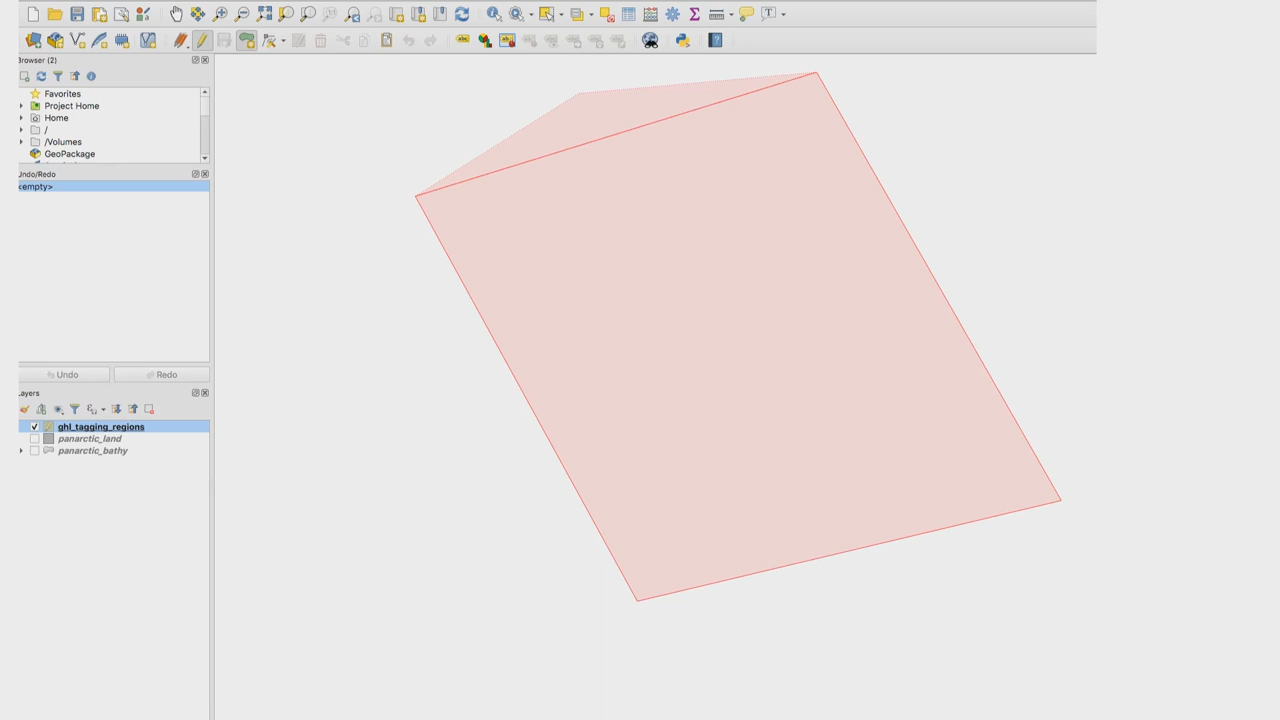 Browser (2)
Favorites
Project Home
Home
/
/Volumes
GeoPackage
Undo/Redo
<empty>
Undo
Redo
Layers
ghl_tagging_regions
panarctic_land
panarctic_bathy